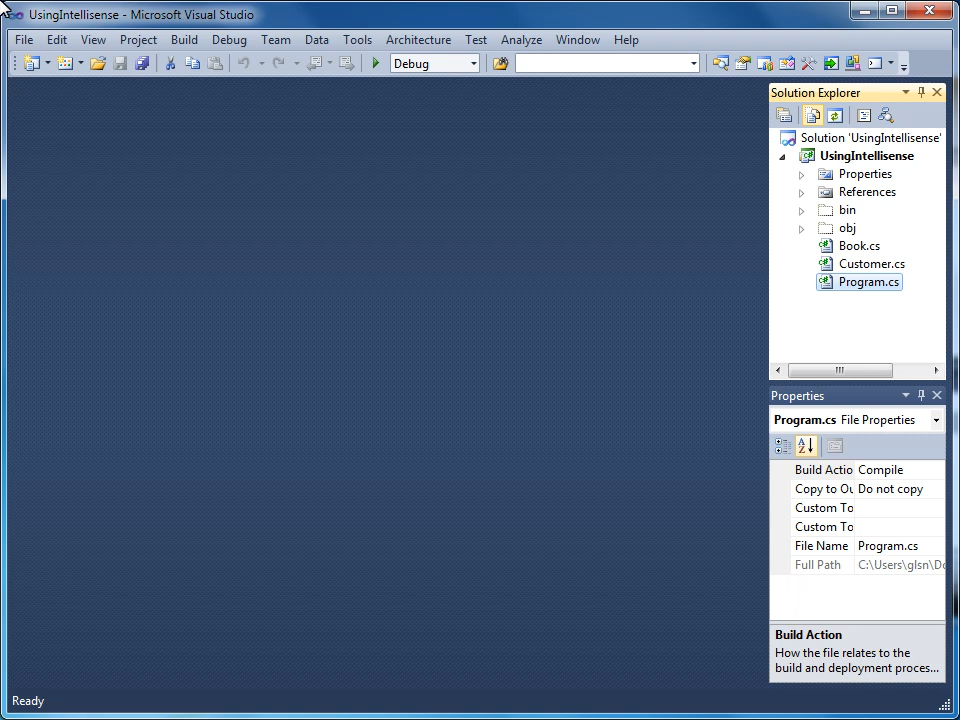 UsingIntellisense - Microsoft Visual Studio
File Edit View Project Build Debug Team Data Tools Architecture Test Analyze Window Help
Debug
Solution Explorer
Solution 'UsingIntellisense'
UsingIntellisense
Properties
References
bin
obj
Book.cs
Customer.cs
Program.cs
Properties
Program.cs File Properties
Build Actio Compile
Copy to Ou Do not copy
Custom To
Custom To
File Name Program.cs
Full Path C:\Users\glsn\Do
Build Action
How the file relates to the
build and deployment proces...
Ready